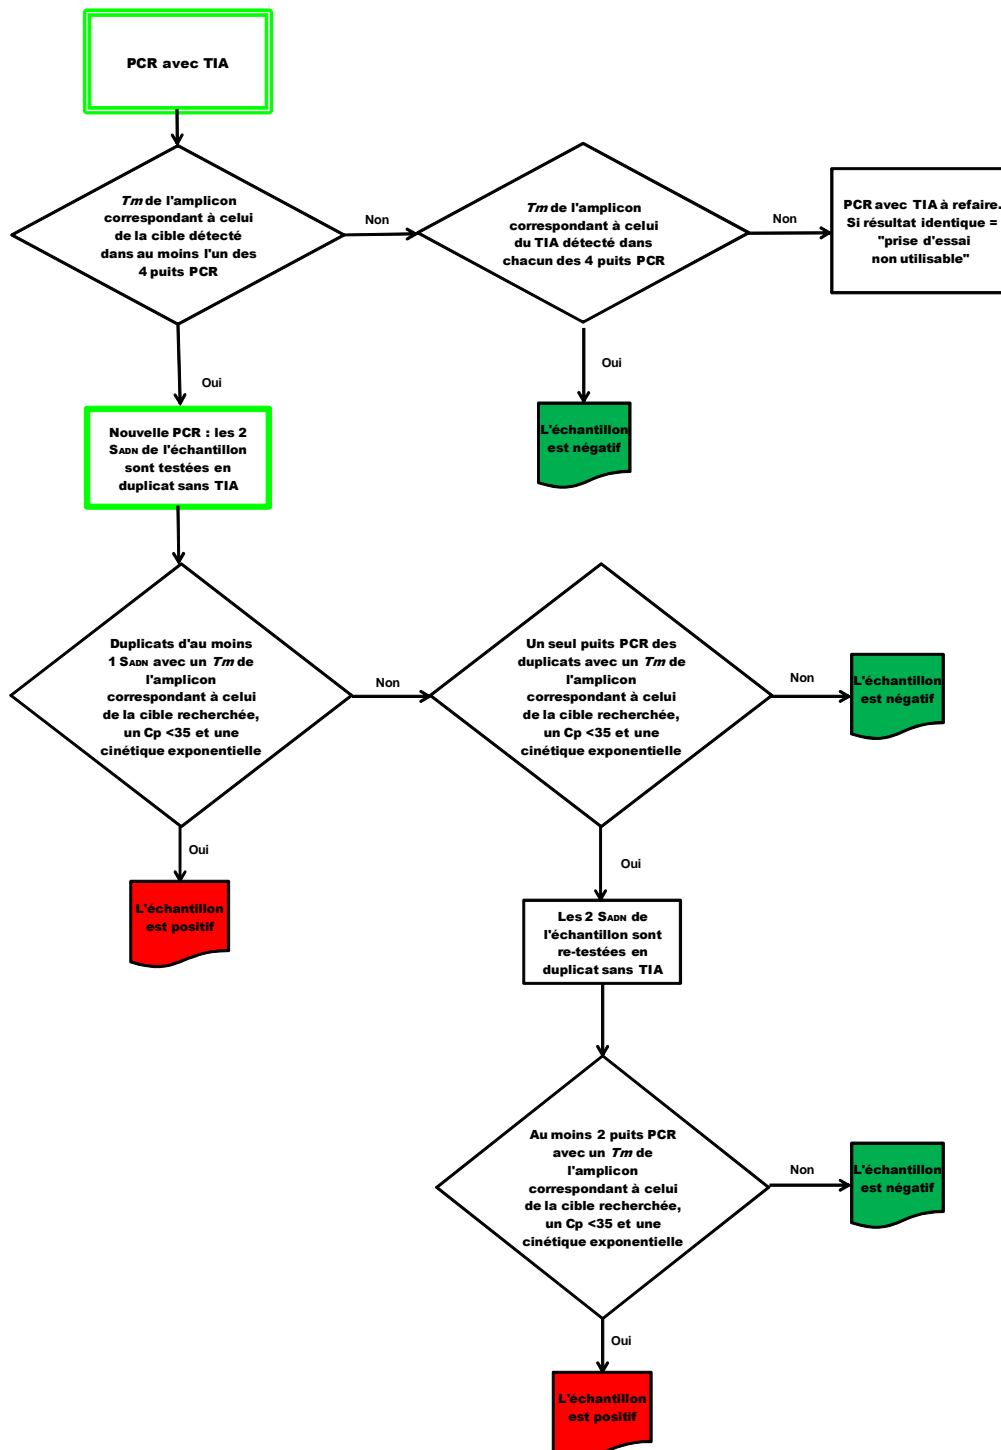 PCR avec TIA
Tm de l'amplicon
correspondant à celui
de la cible détecté
dans au moins l'un des
4 puits PCR
Non
Tm de l'amplicon
correspondant à celui
du TIA détecté dans
chacun des 4 puits PCR
Non
PCR avec TIA à refaire.
Si résultat identique =
"prise d'essai
non utilisable"
Oui
Oui
Nouvelle PCR : les 2
SADN de l'échantillon
sont testées en
duplicat sans TIA
L'échantillon
est négatif
Duplicats d'au moins
1 SADN avec un Tm de
l'amplicon
correspondant à celui
de la cible recherchée,
un Cp <35 et une
cinétique exponentielle
Non
Un seul puits PCR des
duplicats avec un Tm de
l'amplicon
correspondant à celui
de la cible recherchée,
un Cp <35 et une
cinétique exponentielle
Non
L'échantillon
est négatif
Oui
Oui
L'échantillon
est positif
Les 2 SADN de
l'échantillon sont
re-testées en
duplicat sans TIA
Au moins 2 puits PCR
avec un Tm de
l'amplicon
correspondant à celui
de la cible recherchée,
un Cp <35 et une
cinétique exponentielle
Non
L'échantillon
est négatif
Oui
L'échantillon
est positif